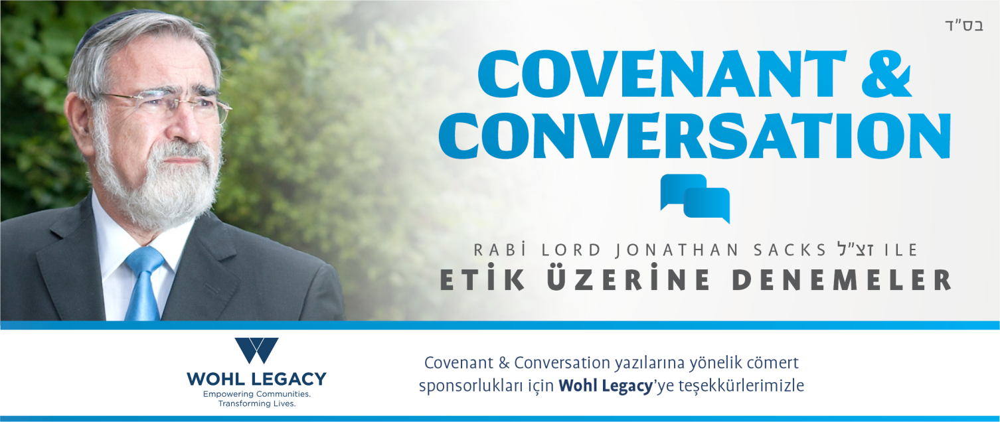 בס"ד
COVENANT &
CONVERSATION
RABİ LORD JONATHAN SACKS זצ"ל ILE
ETİK ÜZERİNE DENEMELER
WOHL LEGACY
Empowering Communities.
Transforming Lives.
Covenant & Conversation yazılarına yönelik cömert
sponsorlukları için Wohl Legacy'ye teşekkürlerimizle